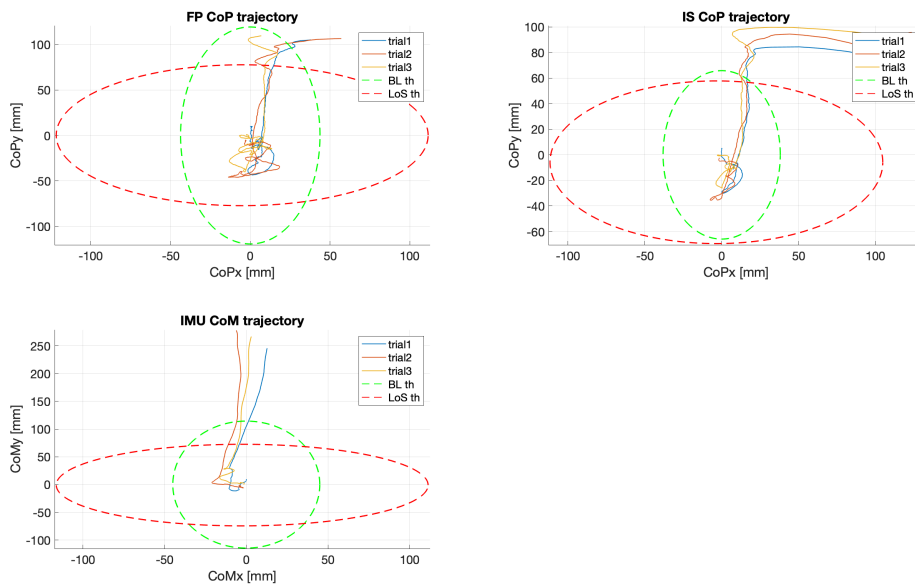 FP CoP trajectory
CoPy [mm]
100
50
0
-50
-100
-100
-50
0
50
100
CoPx [mm]
trial1
trial2
trial3
BL th
LoS th
IS CoP trajectory
CoPy [mm]
100
80
60
40
20
0
-20
-40
-60
-100
-50
0
50
100
CoPx [mm]
trial1
trial2
trial3
BL th
LoS th
IMU CoM trajectory
CoMy [mm]
250
200
150
100
50
0
-50
-100
-100
-50
0
50
100
CoMx [mm]
trial1
trial2
trial3
BL th
LoS th